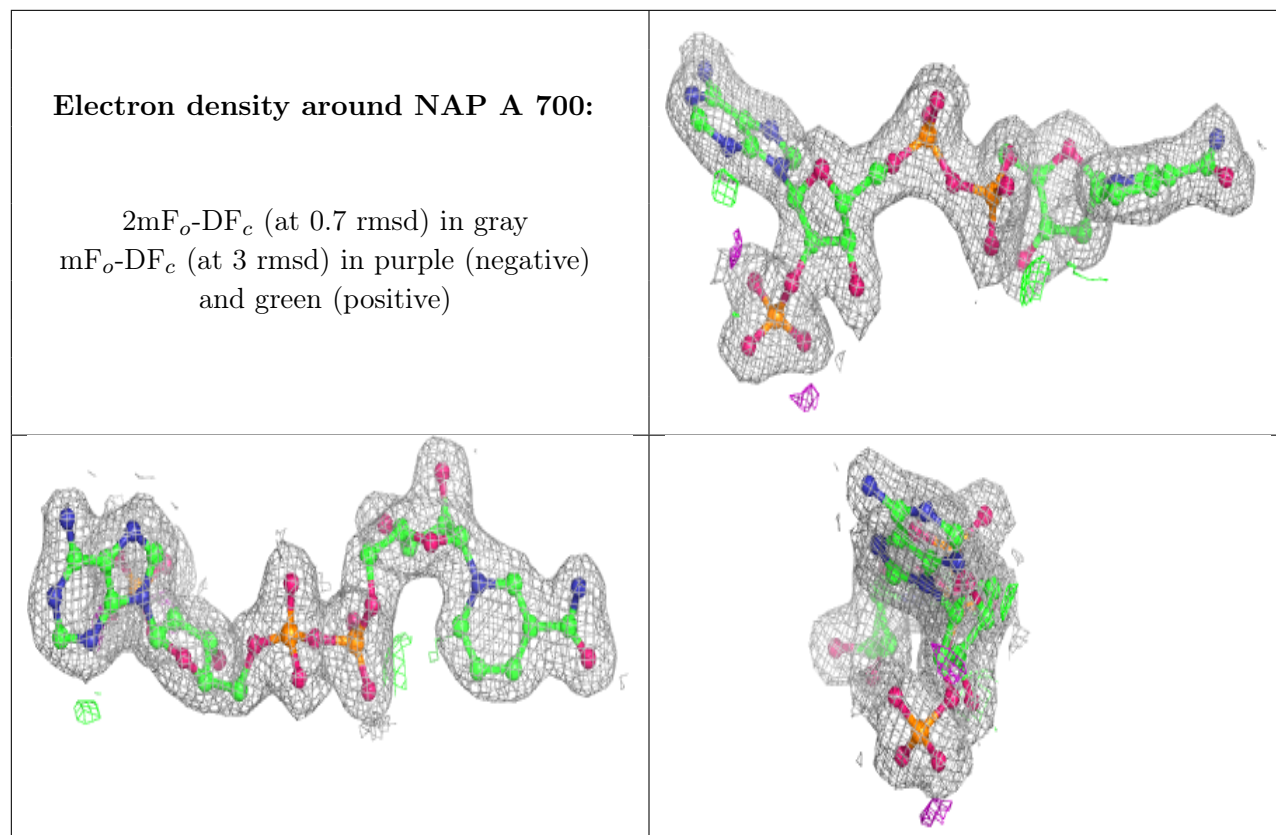 Electron density around NAP A 700:
2mFo-DFc (at 0.7 rmsd) in gray
mFo-DFc (at 3 rmsd) in purple (negative)
and green (positive)